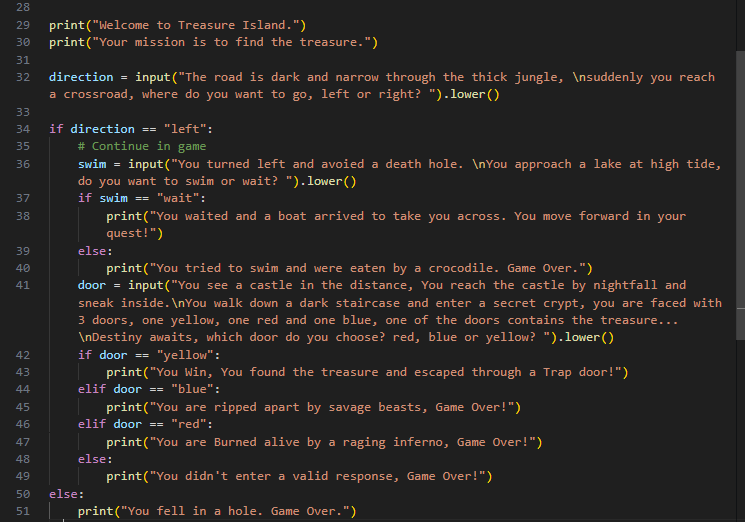 28
29 print("Welcome to Treasure Island.")
30 print("Your mission is to find the treasure.")
31
32 direction = input("The road is dark and narrow through the thick jungle, \nsuddenly you reach
a crossroad, where do you want to go, left or right? ").lower()
33
34 if direction == "left":
35 # Continue in game
36 swim = input("You turned left and avoied a death hole. \nYou approach a lake at high tide,
do you want to swim or wait? ").lower()
37 if swim == "wait":
38 print("You waited and a boat arrived to take you across. You move forward in your
quest!")
39 else:
40 print("You tried to swim and were eaten by a crocodile. Game Over.")
41 door = input("You see a castle in the distance, You reach the castle by nightfall and
sneak inside.\nYou walk down a dark staircase and enter a secret crypt, you are faced with
3 doors, one yellow, one red and one blue, one of the doors contains the treasure...
\nDestiny awaits, which door do you choose? red, blue or yellow? ").lower()
42 if door == "yellow":
43 print("You Win, You found the treasure and escaped through a Trap door!")
44 elif door == "blue":
45 print("You are ripped apart by savage beasts, Game Over!")
46 elif door == "red":
47 print("You are Burned alive by a raging inferno, Game Over!")
48 else:
49 print("You didn't enter a valid response, Game Over!")
50 else:
51 print("You fell in a hole. Game Over.")